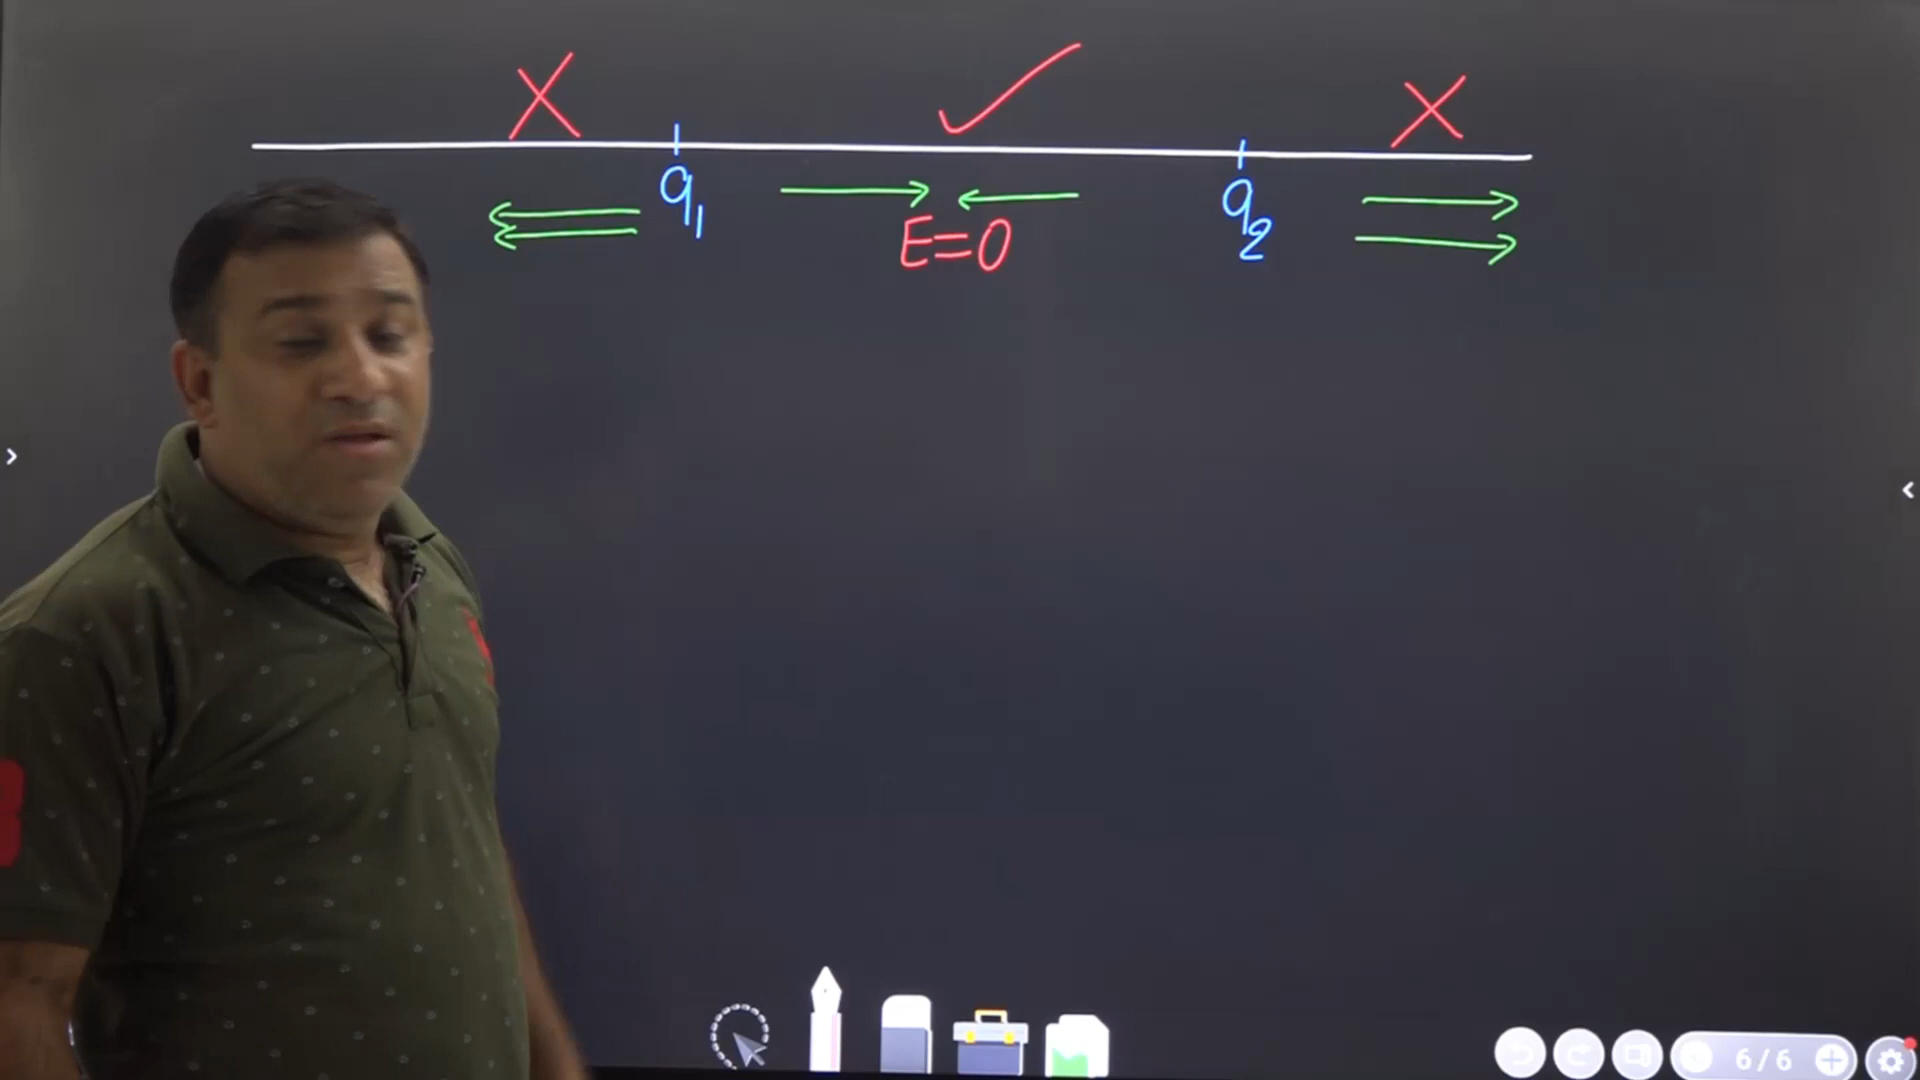 X ✓ X
q₁ q₂
E=0
6/6